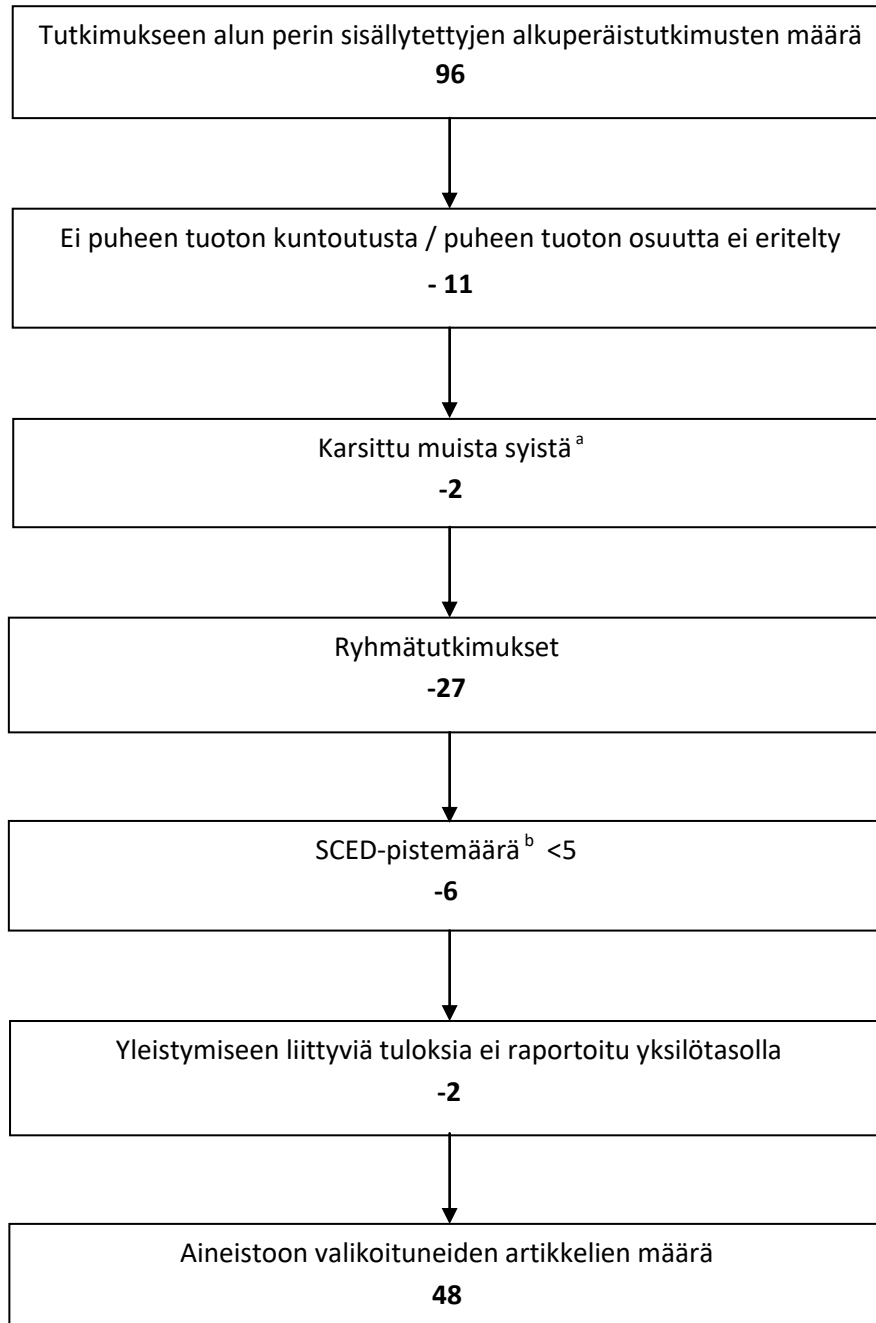 Tutkimukseen alun perin sisällytettyjen alkuperäistutkimusten määrä
96
Ei puheen tuoton kuntoutusta / puheen tuoton osuutta ei eritelty
- 11
Karsittu muista syistä a
-2
Ryhmätutkimukset
-27
SCED-pistemäärä b <5
-6
Yleistymiseen liittyviä tuloksia ei raportoitu yksilötasolla
-2
Aineistoon valikoituneiden artikkelien määrä
48